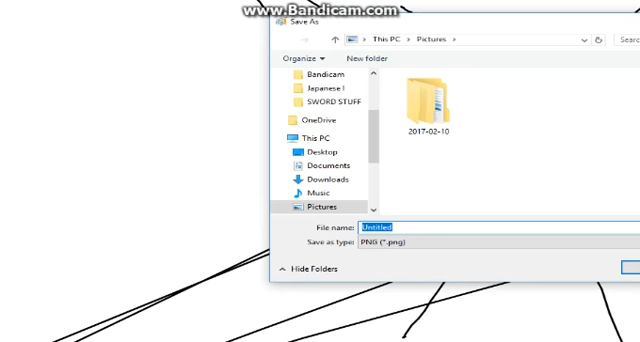 www.Bandicam.com
Save As
This PC > Pictures >
Sear
Organize
New folder
Bandicam
Japanese I
SWORD STUFF
OneDrive
This PC
Desktop
Documents
Downloads
Music
Pictures
2017-02-10
File name: Untitled
Save as type: PNG (*.png)
Hide Folders